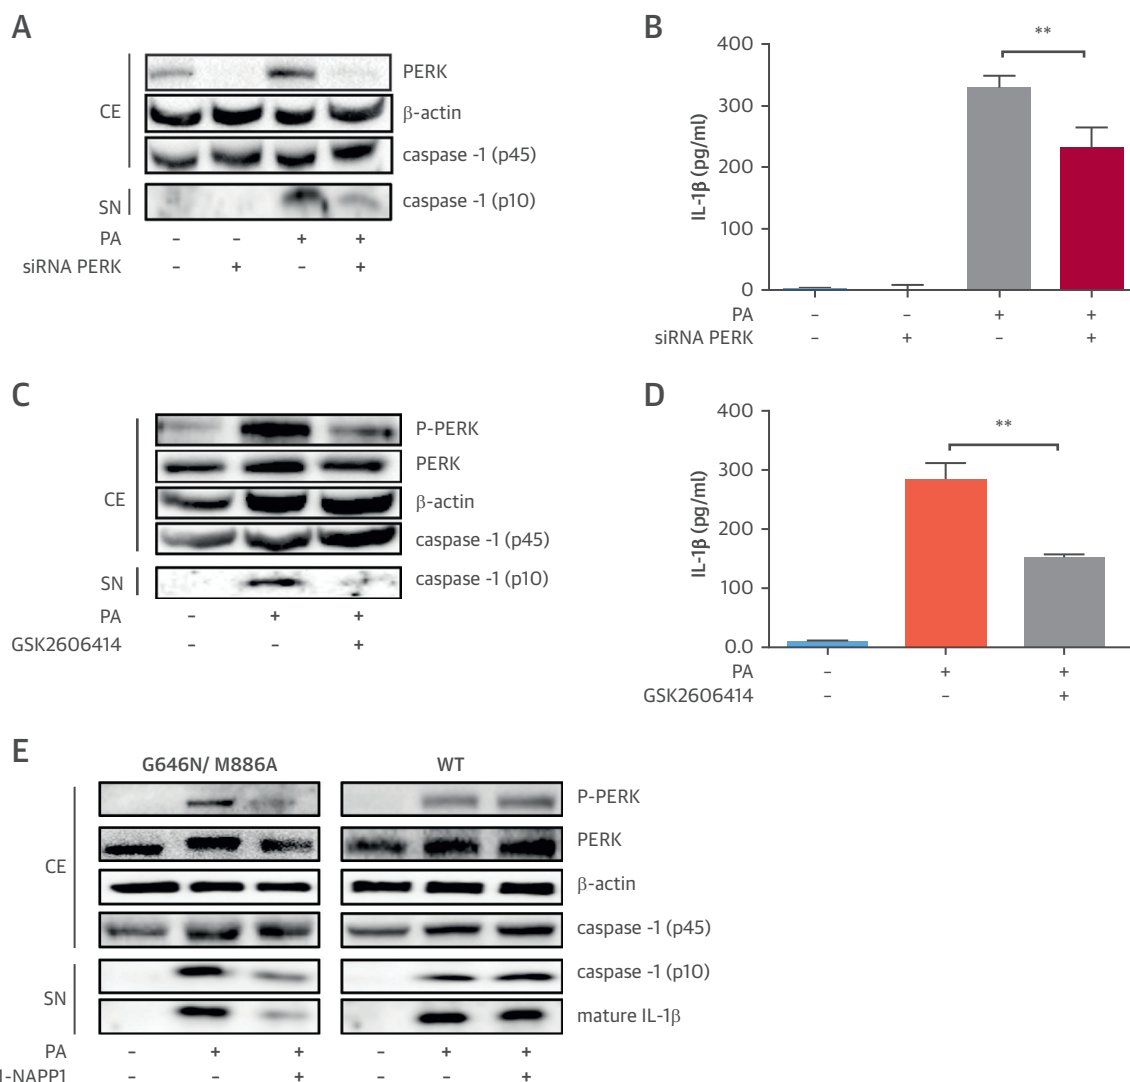 A
CE
PERK
β-actin
caspase -1 (p45)
SN
caspase -1 (p10)
PA – – + +
siRNA PERK – + – +
B
**
IL-1β (pg/ml)
400
300
200
100
0
PA – – + +
siRNA PERK – + – +
C
CE
P-PERK
PERK
β-actin
caspase -1 (p45)
SN
caspase -1 (p10)
PA – + +
GSK2606414 – – +
D
**
IL-1β (pg/ml)
400
300
200
100
0.0
PA – + +
GSK2606414 – – +
E
G646N/ M886A WT
CE
P-PERK
PERK
β-actin
caspase -1 (p45)
SN
caspase -1 (p10)
mature IL-1β
PA – + + – + +
1-NAPP1 – – + – – +